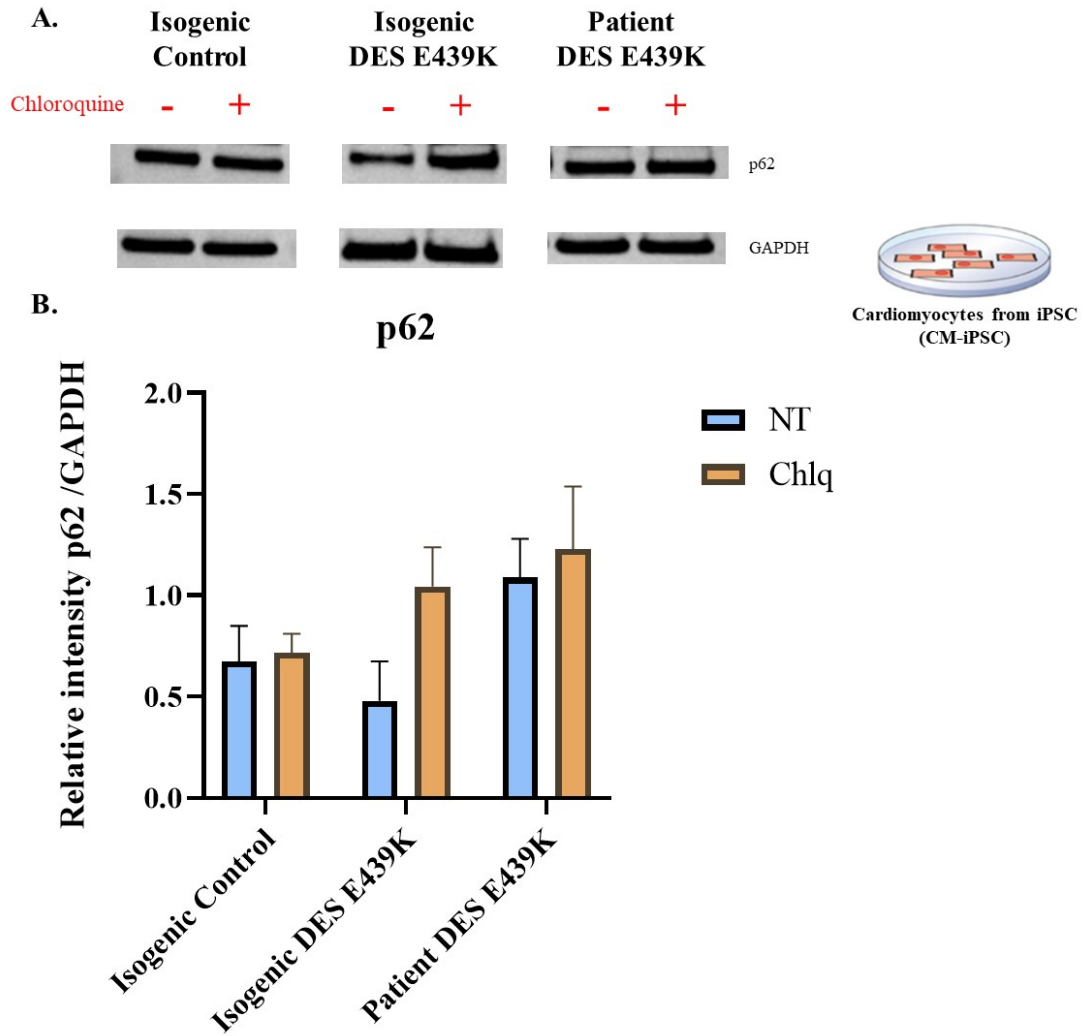 A.
Isogenic
Control
Isogenic
DES E439K
Patient
DES E439K
Chloroquine - + - + - +
p62
GAPDH
Cardiomyocytes from iPSC
(CM-iPSC)
B.
p62
Relative intensity p62 /GAPDH
2.0
1.5
1.0
0.5
0.0
NT
Chlq
Isogenic Control
Isogenic DES E439K
Patient DES E439K